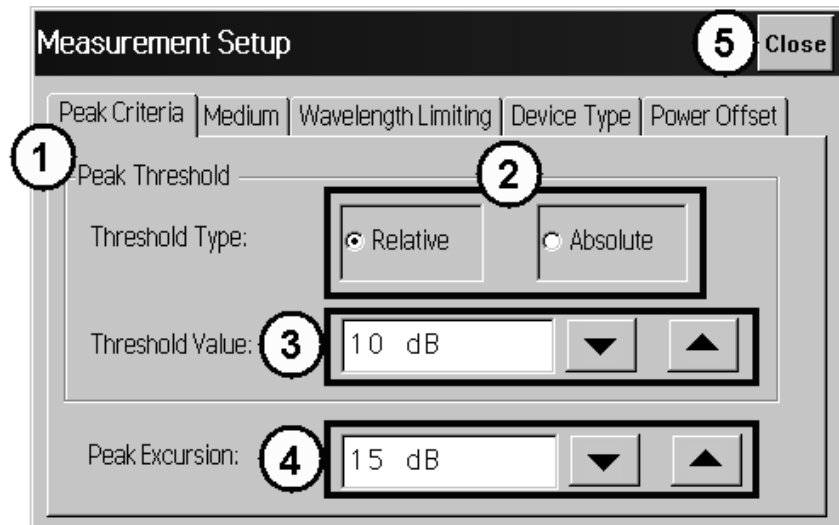 Measurement Setup 5 Close
Peak Criteria Medium Wavelength Limiting Device Type Power Offset
1 Peak Threshold 2
Threshold Type: Relative Absolute
Threshold Value: 3 10 dB
Peak Excursion: 4 15 dB